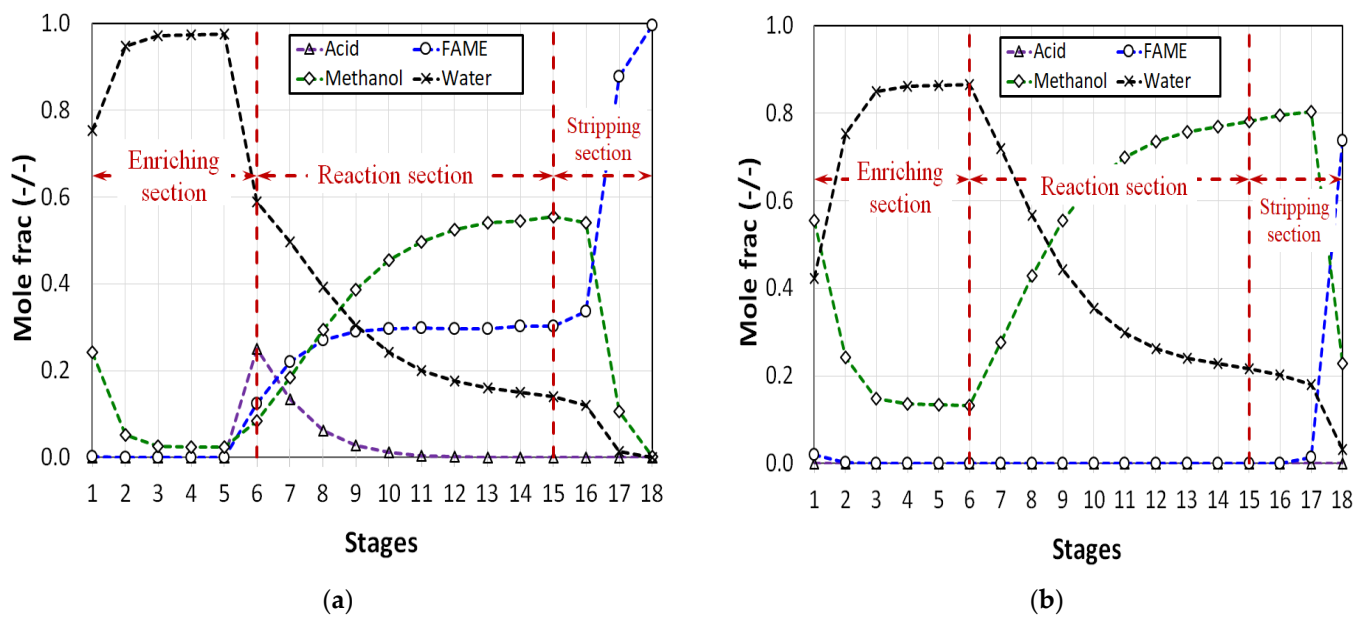 1.0
0.8
0.6
0.4
0.2
0.0
Mole frac (-/-)
Acid FAME
Methanol Water
Enriching
section
Reaction section
Stripping
section
1 2 3 4 5 6 7 8 9 10 11 12 13 14 15 16 17 18
Stages
(a)
1.0
0.8
0.6
0.4
0.2
0.0
Mole frac (-/-)
Acid FAME
Methanol Water
Enriching
section
Reaction section
Stripping
section
1 2 3 4 5 6 7 8 9 10 11 12 13 14 15 16 17 18
Stages
(b)